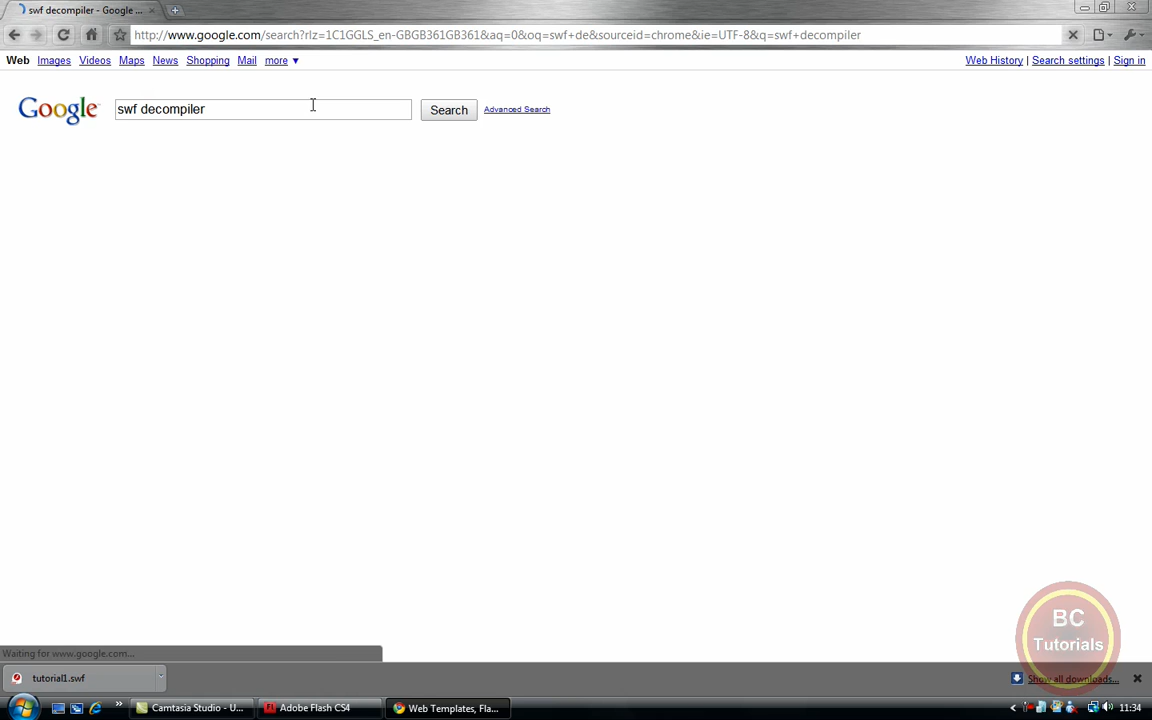 swf decompiler - Google ...
http://www.google.com/search?rlz=1C1GGLS_en-GBGB361GB361&aq=0&oq=swf+de&sourceid=chrome&ie=UTF-8&q=swf+decompiler
Web Images Videos Maps News Shopping Mail more ▼ Web History | Search settings | Sign in
Google swf decompiler Search Advanced Search
BC
Tutorials
Waiting for www.google.com...
tutorial1.swf Show all downloads...
Camtasia Studio - U... Adobe Flash CS4 Web Templates, Fla... 11:34